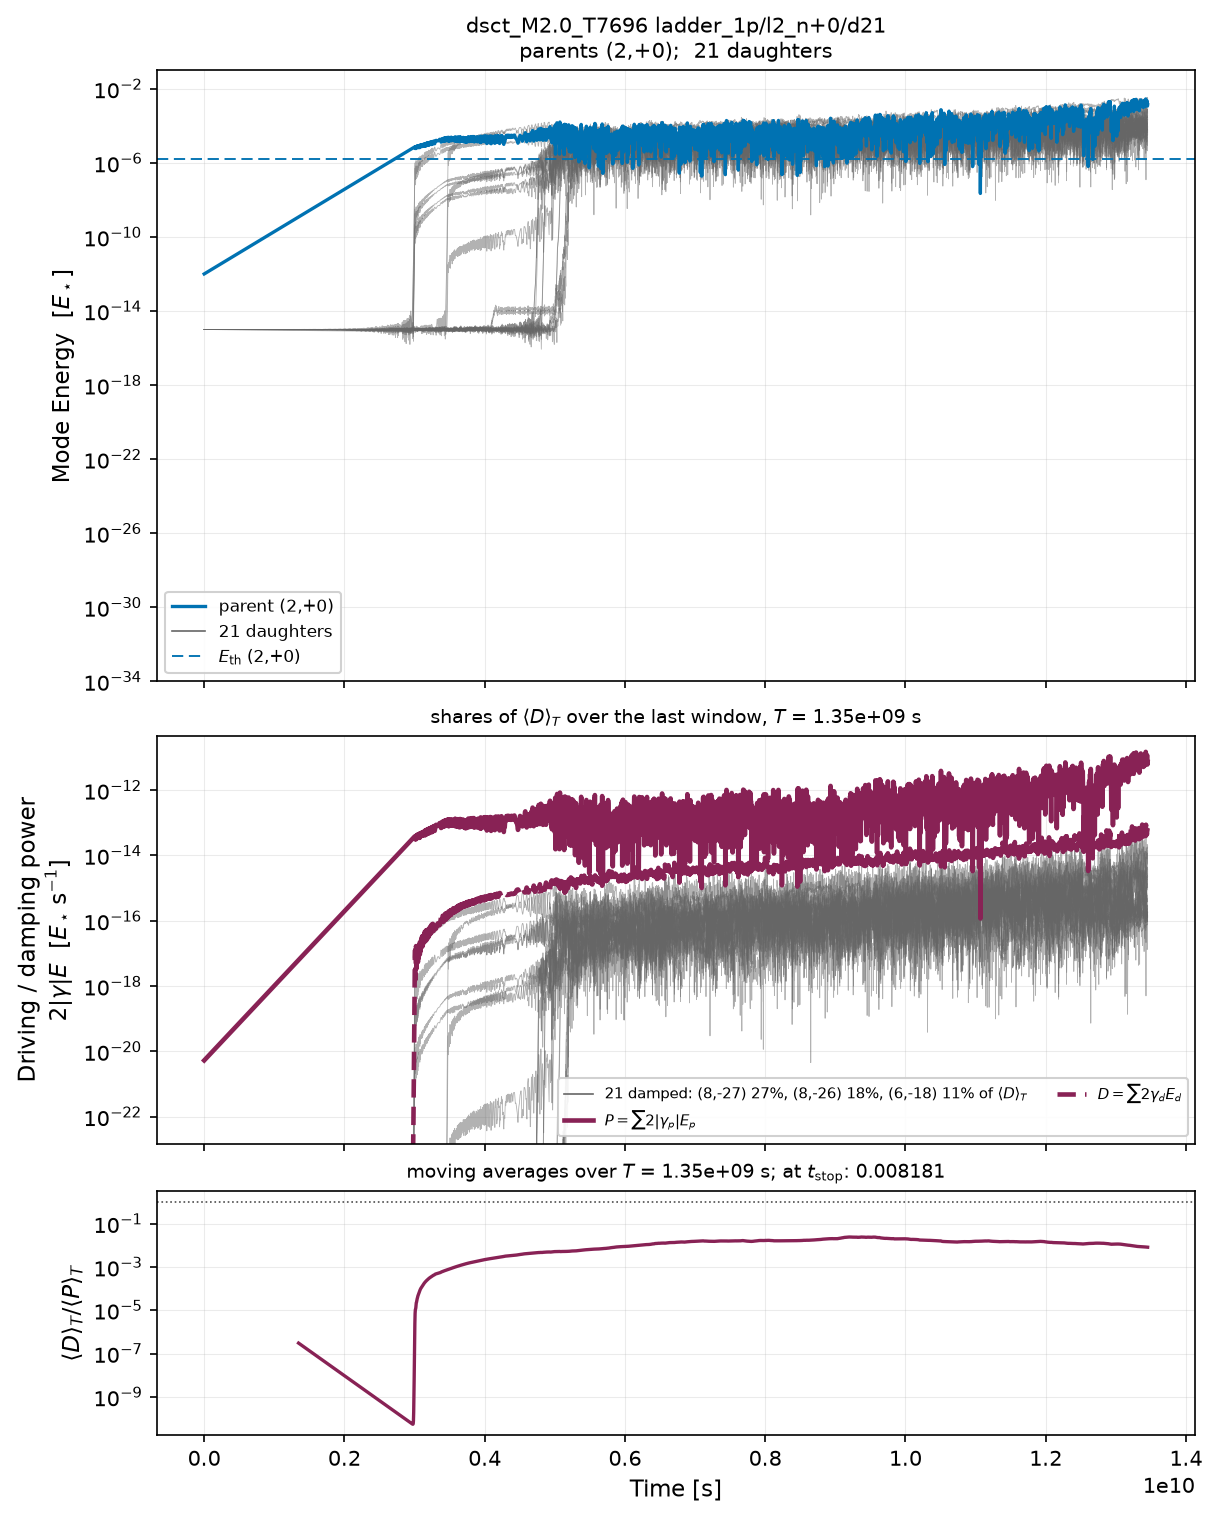 dsct_M2.0_T7696 ladder_1p/l2_n+0/d21
parents (2,+0);  21 daughters
Mode Energy [E⋆]
10⁻²
10⁻⁶
10⁻¹⁰
10⁻¹⁴
10⁻¹⁸
10⁻²²
10⁻²⁶
10⁻³⁰
10⁻³⁴
parent (2,+0)
21 daughters
E_th (2,+0)
shares of ⟨D⟩_T over the last window, T = 1.35e+09 s
Driving / damping power
2|γ|E [E⋆ s⁻¹]
10⁻¹²
10⁻¹⁴
10⁻¹⁶
10⁻¹⁸
10⁻²⁰
10⁻²²
21 damped: (8,-27) 27%, (8,-26) 18%, (6,-18) 11% of ⟨D⟩_T
P = ∑2|γ_p|E_p
D = ∑2γ_dE_d
moving averages over T = 1.35e+09 s; at t_stop: 0.008181
⟨D⟩_T/⟨P⟩_T
10⁻¹
10⁻³
10⁻⁵
10⁻⁷
10⁻⁹
0.0 0.2 0.4 0.6 0.8 1.0 1.2 1.4
1e10
Time [s]